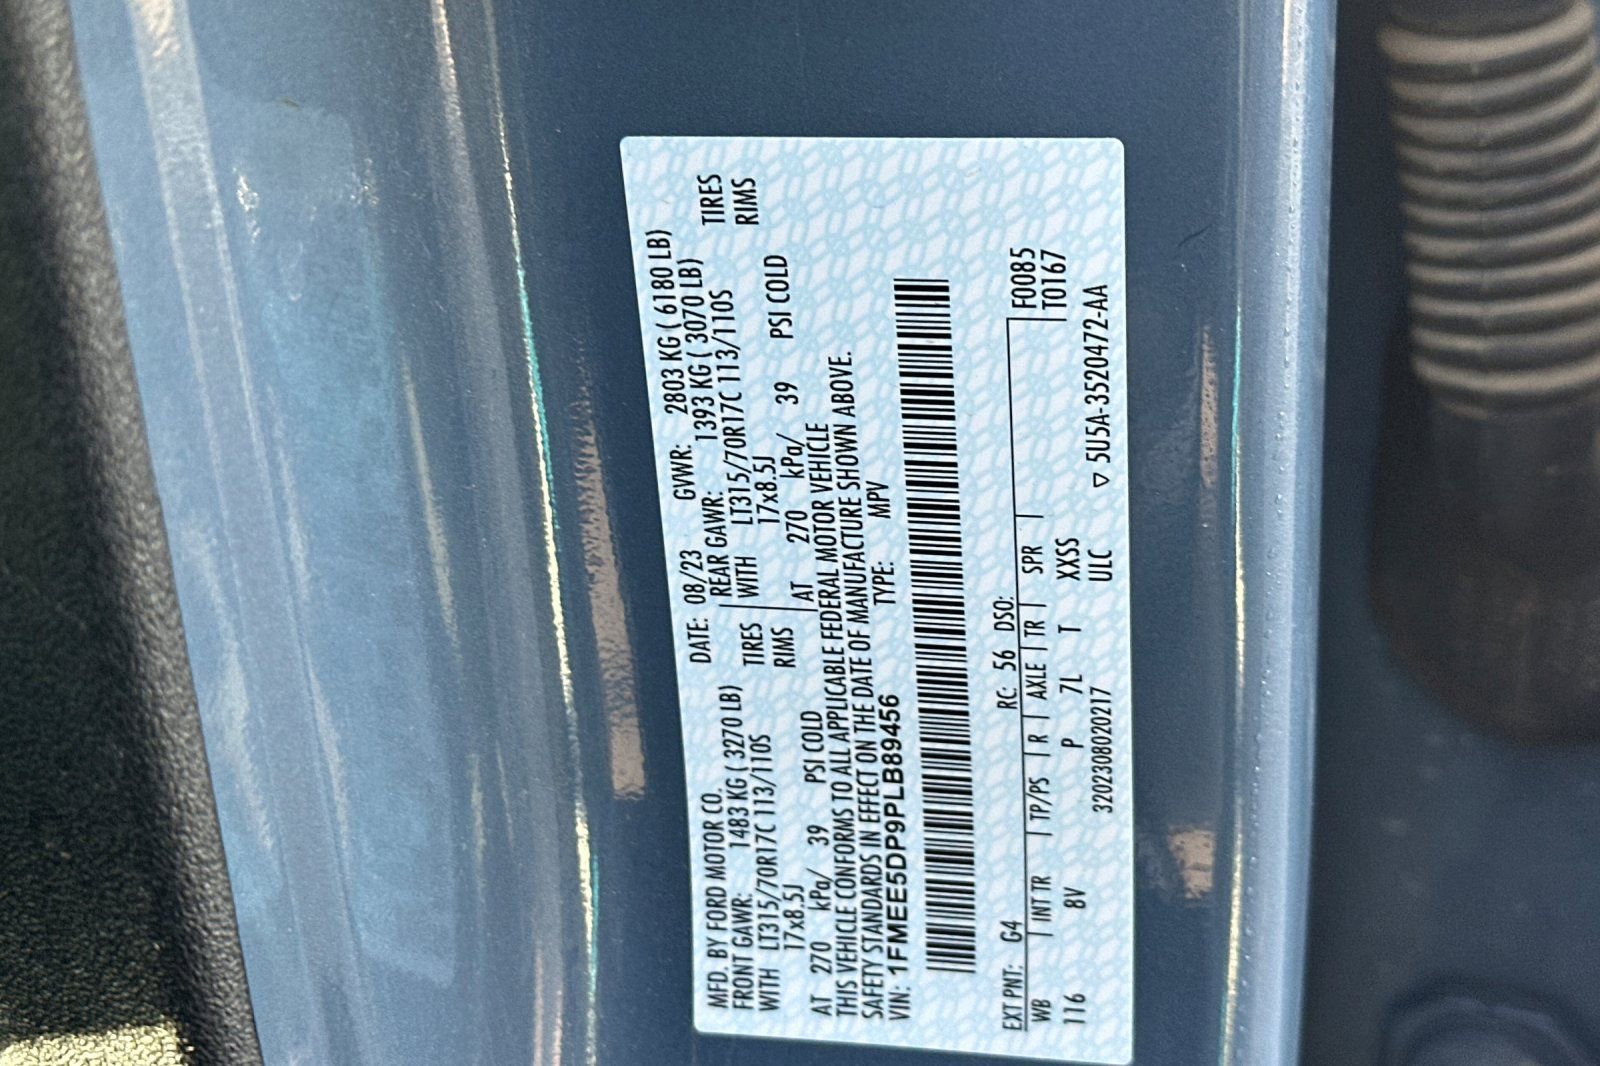 MFD. BY FORD MOTOR CO. DATE: 08/23 GVWR: 2803 KG ( 6180 LB)
FRONT GAWR: 1483 KG ( 3270 LB) REAR GAWR: 1393 KG ( 3070 LB)
WITH LT315/70R17C 113/110S TIRES WITH LT315/70R17C 113/110S TIRES
17x8.5J RIMS 17x8.5J RIMS
AT 270 kPa/ 39 PSI COLD AT 270 kPa/ 39 PSI COLD
THIS VEHICLE CONFORMS TO ALL APPLICABLE FEDERAL MOTOR VEHICLE
SAFETY STANDARDS IN EFFECT ON THE DATE OF MANUFACTURE SHOWN ABOVE.
VIN: 1FMEE5DP9PLB89456 TYPE: MPV
EXT PNT: G4 RC: 56 DSO: F0085
WB INT TR TP/PS R AXLE TR SPR T0167
116 8V P 7L T XXSS
320230802017 ULC ▽ 5U5A-3520472-AA